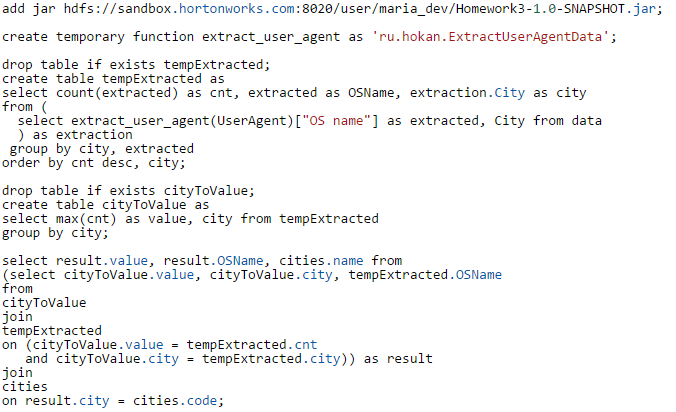 add jar hdfs://sandbox.hortonworks.com:8020/user/maria_dev/Homework3-1.0-SNAPSHOT.jar;
create temporary function extract_user_agent as 'ru.hokan.ExtractUserAgentData';
drop table if exists tempExtracted;
create table tempExtracted as
select count(extracted) as cnt, extracted as OSName, extraction.City as city
from (
  select extract_user_agent(UserAgent)["OS name"] as extracted, City from data
  ) as extraction
 group by city, extracted
order by cnt desc, city;
drop table if exists cityToValue;
create table cityToValue as
select max(cnt) as value, city from tempExtracted
group by city;
select result.value, result.OSName, cities.name from
(select cityToValue.value, cityToValue.city, tempExtracted.OSName
from
cityToValue
join
tempExtracted
on (cityToValue.value = tempExtracted.cnt
   and cityToValue.city = tempExtracted.city)) as result
join
cities
on result.city = cities.code;